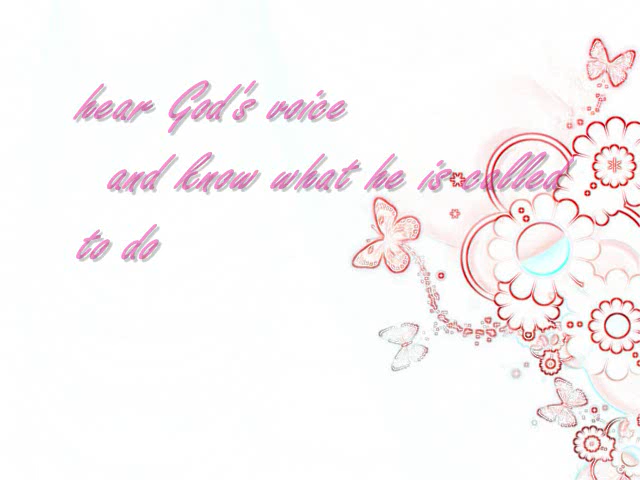 hear God's voice
and know what he is called
to do